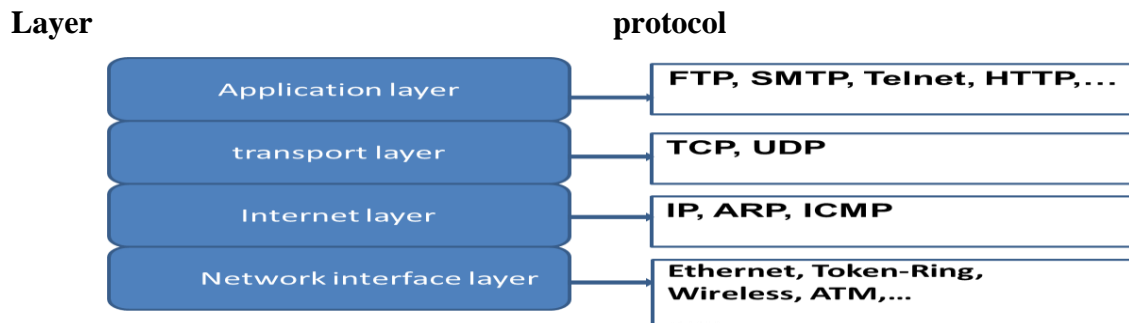 Layer protocol
Application layer FTP, SMTP, Telnet, HTTP,...
transport layer TCP, UDP
Internet layer IP, ARP, ICMP
Network interface layer Ethernet, Token-Ring,
Wireless, ATM,...